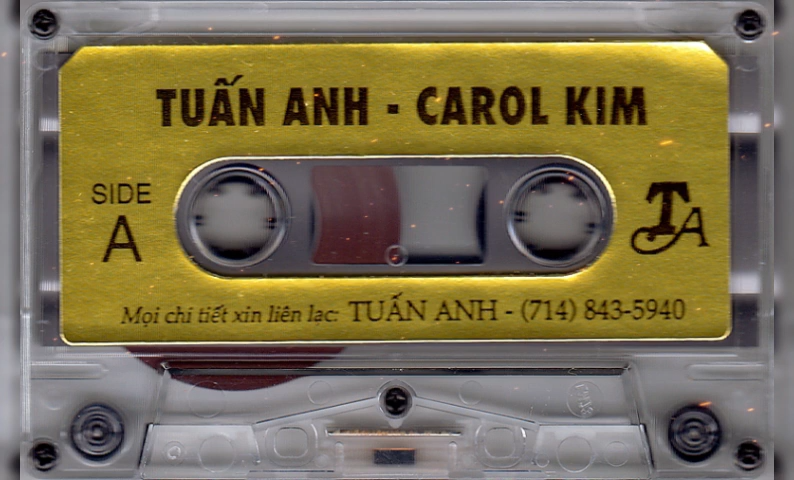 TUẤN ANH - CAROL KIM
SIDE
A
TA
Mọi chi tiết xin liên lạc: TUẤN ANH - (714) 843-5940